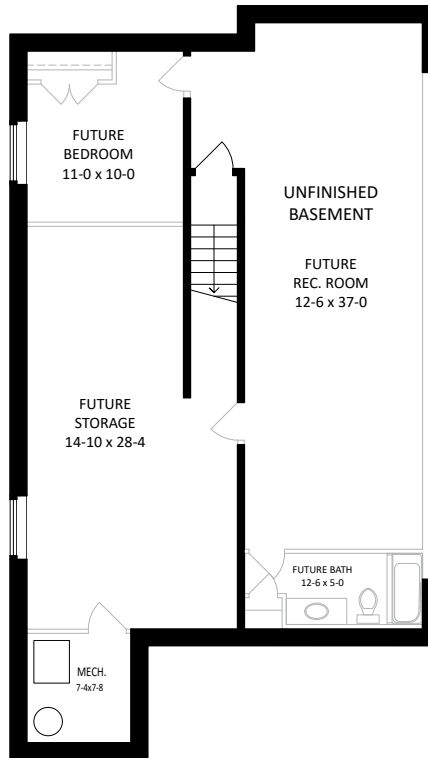 FUTURE
BEDROOM
11-0 x 10-0
UNFINISHED
BASEMENT
FUTURE
REC. ROOM
12-6 x 37-0
FUTURE
STORAGE
14-10 x 28-4
FUTURE BATH
12-6 x 5-0
MECH.
7-4x7-8